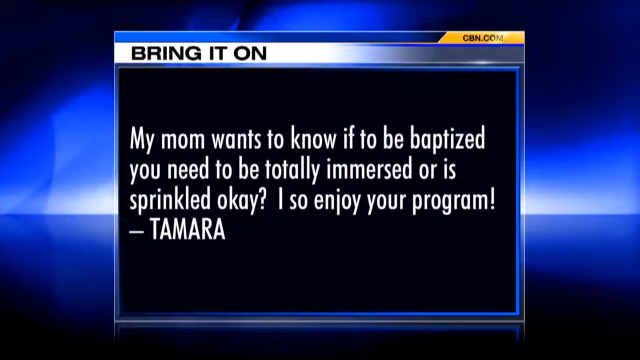 CBN.COM
BRING IT ON
My mom wants to know if to be baptized
you need to be totally immersed or is
sprinkled okay? I so enjoy your program!
– TAMARA